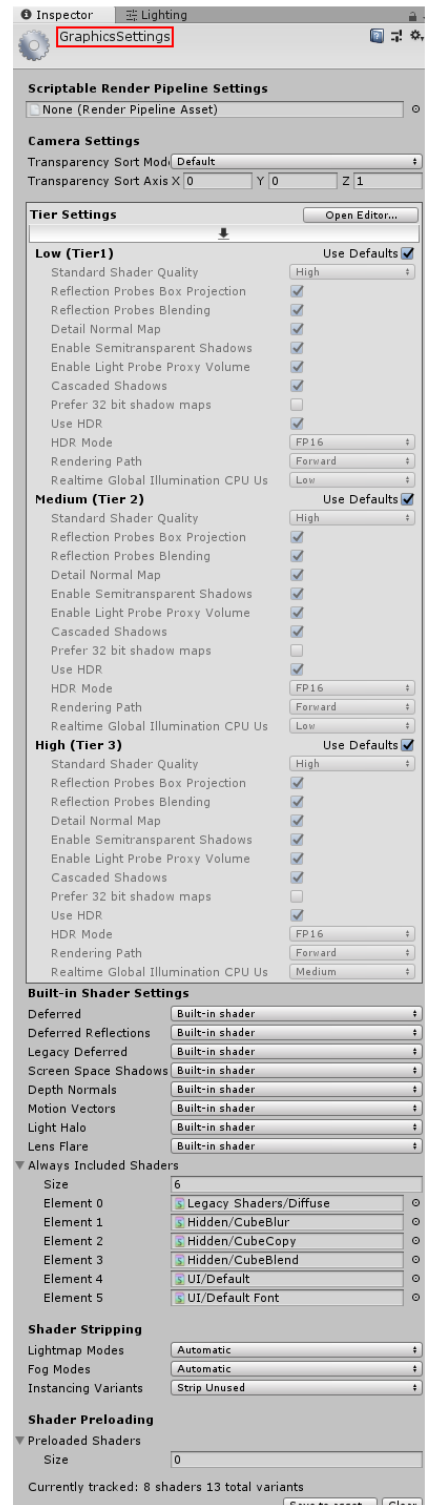 Inspector Lighting
GraphicsSettings
Scriptable Render Pipeline Settings
None (Render Pipeline Asset)
Camera Settings
Transparency Sort Mod Default
Transparency Sort Axis X 0 Y 0 Z 1
Tier Settings Open Editor...
Low (Tier1) Use Defaults
Standard Shader Quality High
Reflection Probes Box Projection
Reflection Probes Blending
Detail Normal Map
Enable Semitransparent Shadows
Enable Light Probe Proxy Volume
Cascaded Shadows
Prefer 32 bit shadow maps
Use HDR
HDR Mode FP16
Rendering Path Forward
Realtime Global Illumination CPU Us Low
Medium (Tier 2) Use Defaults
Standard Shader Quality High
Reflection Probes Box Projection
Reflection Probes Blending
Detail Normal Map
Enable Semitransparent Shadows
Enable Light Probe Proxy Volume
Cascaded Shadows
Prefer 32 bit shadow maps
Use HDR
HDR Mode FP16
Rendering Path Forward
Realtime Global Illumination CPU Us Low
High (Tier 3) Use Defaults
Standard Shader Quality High
Reflection Probes Box Projection
Reflection Probes Blending
Detail Normal Map
Enable Semitransparent Shadows
Enable Light Probe Proxy Volume
Cascaded Shadows
Prefer 32 bit shadow maps
Use HDR
HDR Mode FP16
Rendering Path Forward
Realtime Global Illumination CPU Us Medium
Built-in Shader Settings
Deferred Built-in shader
Deferred Reflections Built-in shader
Legacy Deferred Built-in shader
Screen Space Shadows Built-in shader
Depth Normals Built-in shader
Motion Vectors Built-in shader
Light Halo Built-in shader
Lens Flare Built-in shader
Always Included Shaders
Size 6
Element 0 Legacy Shaders/Diffuse
Element 1 Hidden/CubeBlur
Element 2 Hidden/CubeCopy
Element 3 Hidden/CubeBlend
Element 4 UI/Default
Element 5 UI/Default Font
Shader Stripping
Lightmap Modes Automatic
Fog Modes Automatic
Instancing Variants Strip Unused
Shader Preloading
Preloaded Shaders
Size 0
Currently tracked: 8 shaders 13 total variants
Save to asset... Clear